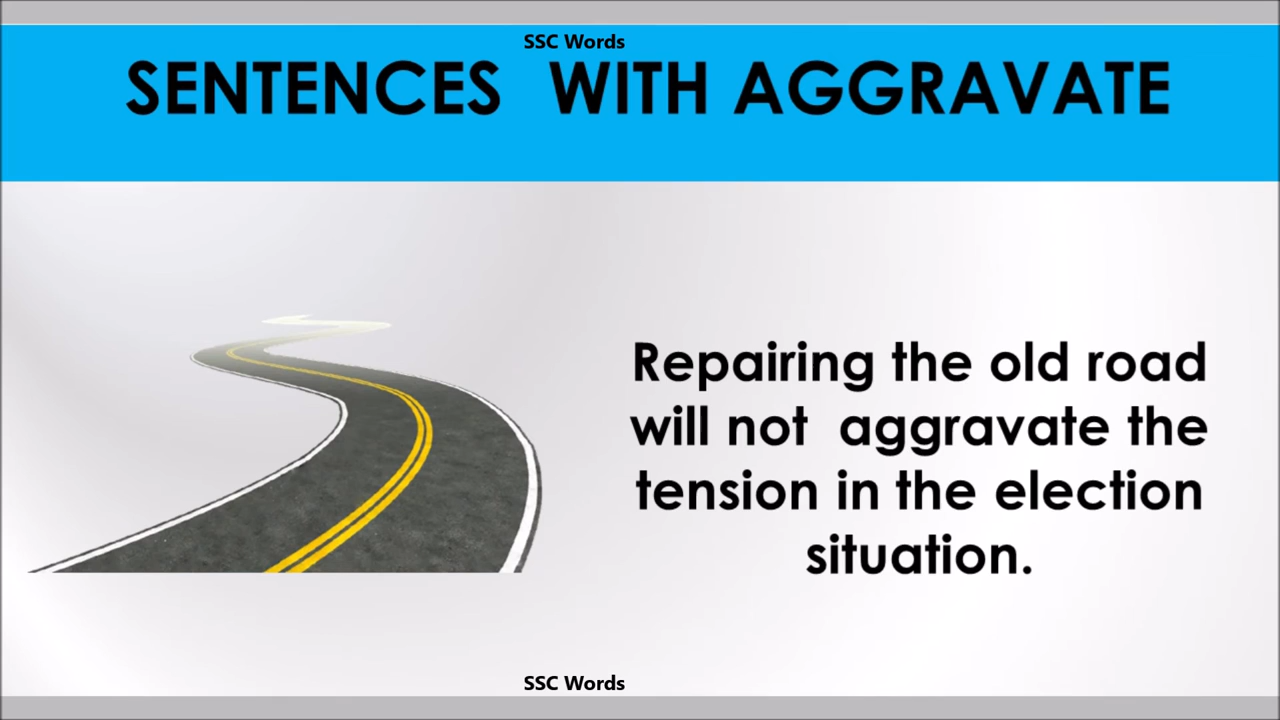 SSC Words
SENTENCES WITH AGGRAVATE
Repairing the old road
will not aggravate the
tension in the election
situation.
SSC Words